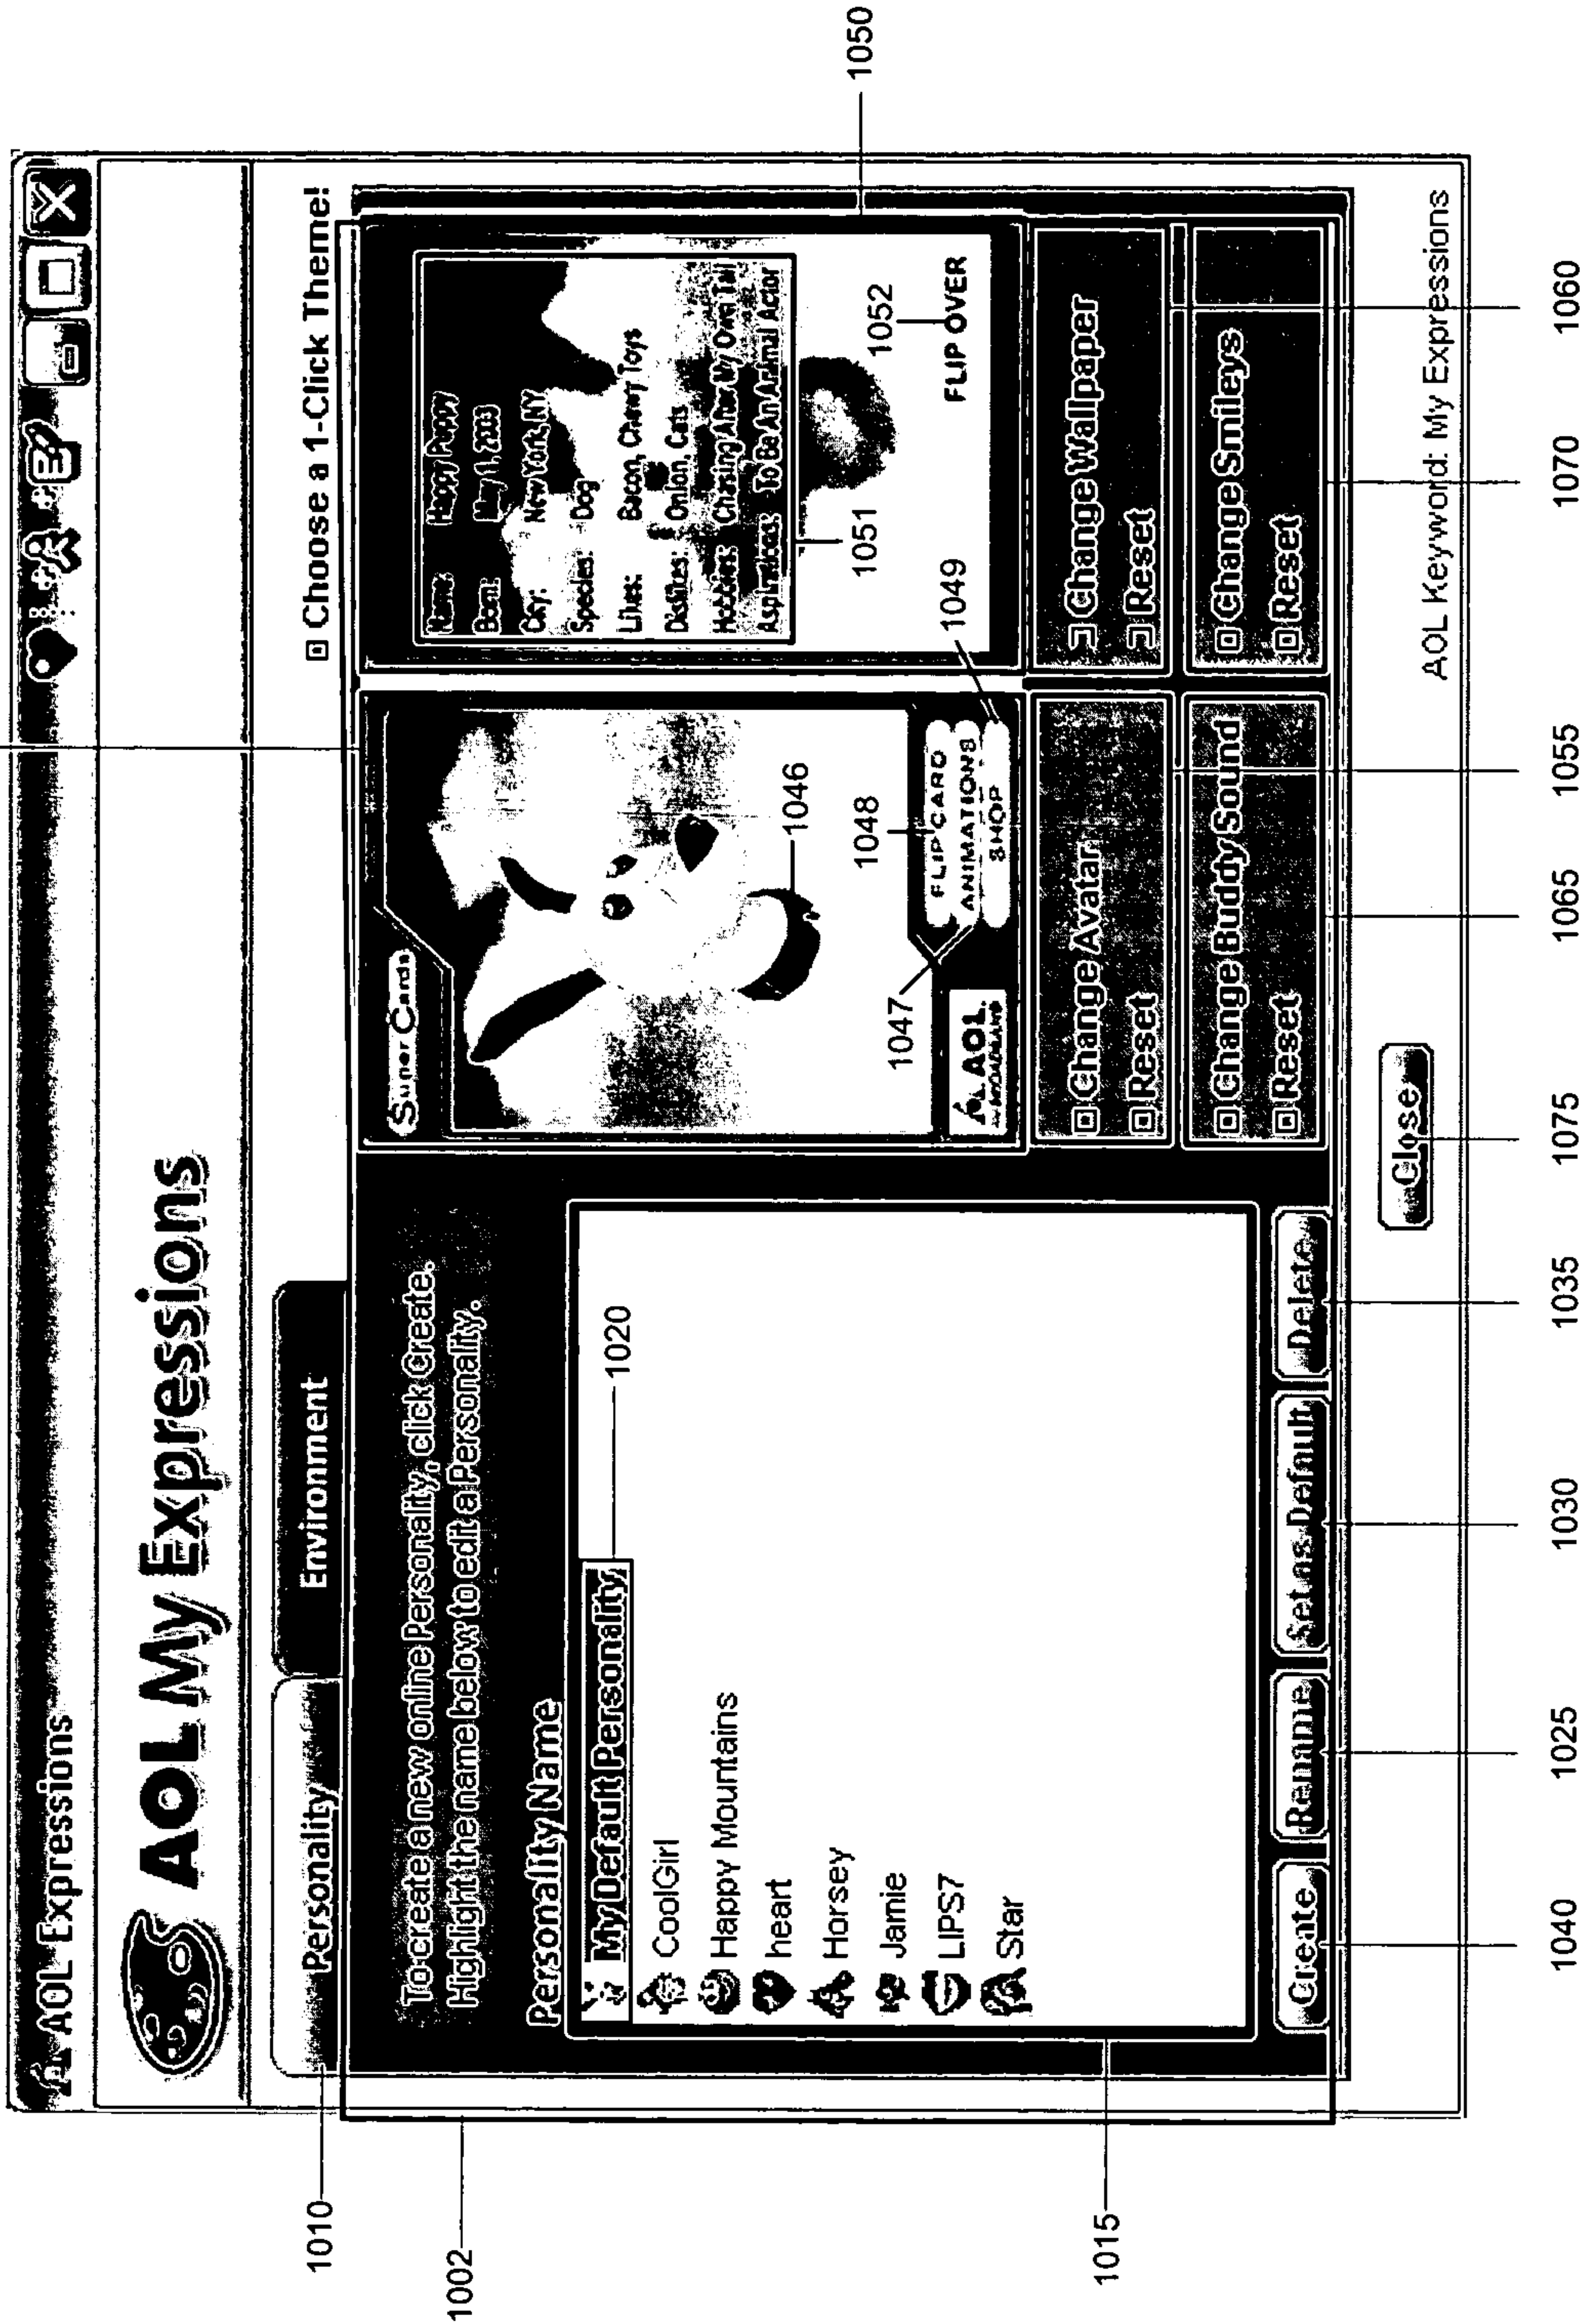 AOL Expressions
AOL My Expressions
Personality
Environment
Choose a 1-Click Theme!
1010
1002
To create a new online Personality, click Create.
Highlight the name below to edit a Personality.
Personality Name
My Default Personality
1020
CoolGirl
Happy Mountains
heart
Horsey
Jamie
LIPS7
Star
1015
Create
Rename
Set as Default
Delete
Super Cards
1046
1047
1048
1049
FLIP CARD
ANIMATIONS
SHOP
AOL
BROADBAND
Name: Happy Puppy
Born: May 1, 2003
City: New York, NY
Species: Dog
Likes: Bacon, Chewy Toys
Dislikes: Onion, Cats
Hobbies: Chasing After My Own Tail
Aspirations: To Be An Animal Actor
1050
1051
1052
FLIP OVER
Change Avatar
Reset
Change Wallpaper
Reset
Change Buddy Sound
Reset
Change Smileys
Reset
Close
AOL Keyword: My Expressions
1040
1025
1030
1035
1075
1065
1055
1070
1060